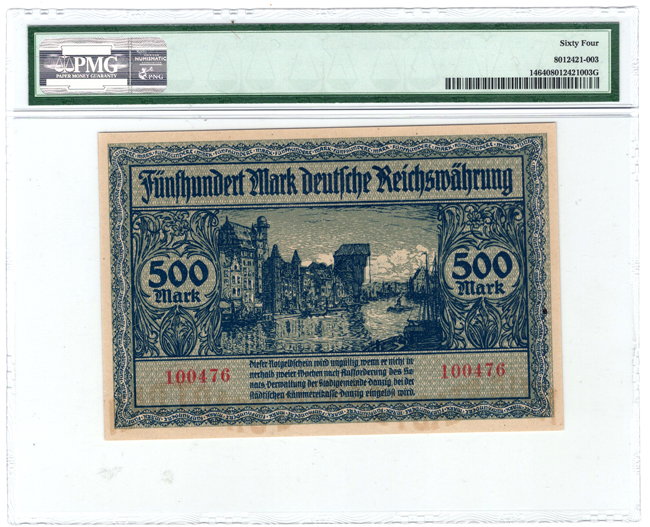 PMG
PAPER MONEY GUARANTY
NUMISMATIC
PNG
Sixty Four
8012421-003
146408012421003G
Fünfhundert Mark deutsche Reichswährung
500
Mark
500
Mark
100476
Dieser Notgeldschein wird ungültig, wenn er nicht in-
nerhalb zweier Wochen nach Aufforderung des Se-
nats-Verwaltung der Stadtgemeinde-Danzig, bei der
Städtischen Kämmereikasse-Danzig eingelöst wird.
100476